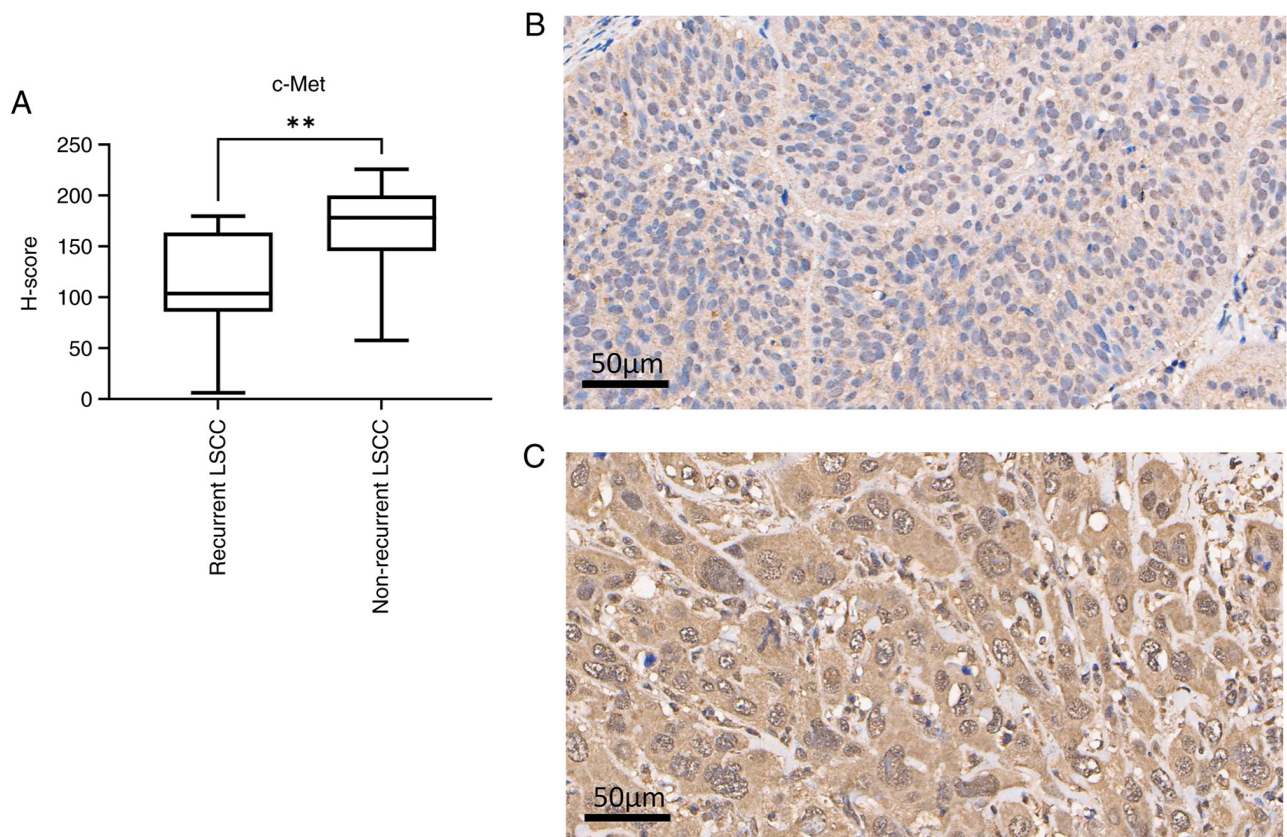 A
c-Met
**
H-score
250
200
150
100
50
0
Recurrent LSCC
Non-recurrent LSCC
B
50μm
C
50μm